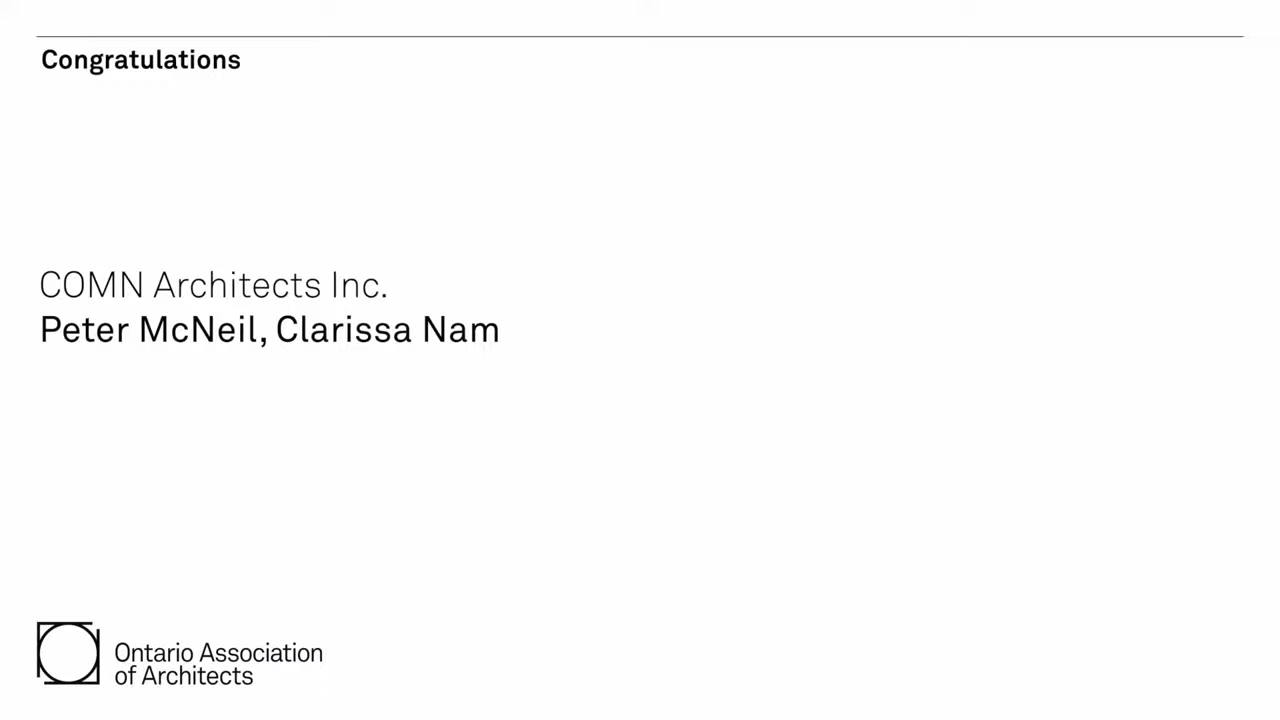 Congratulations
COMN Architects Inc.
Peter McNeil, Clarissa Nam
Ontario Association
of Architects